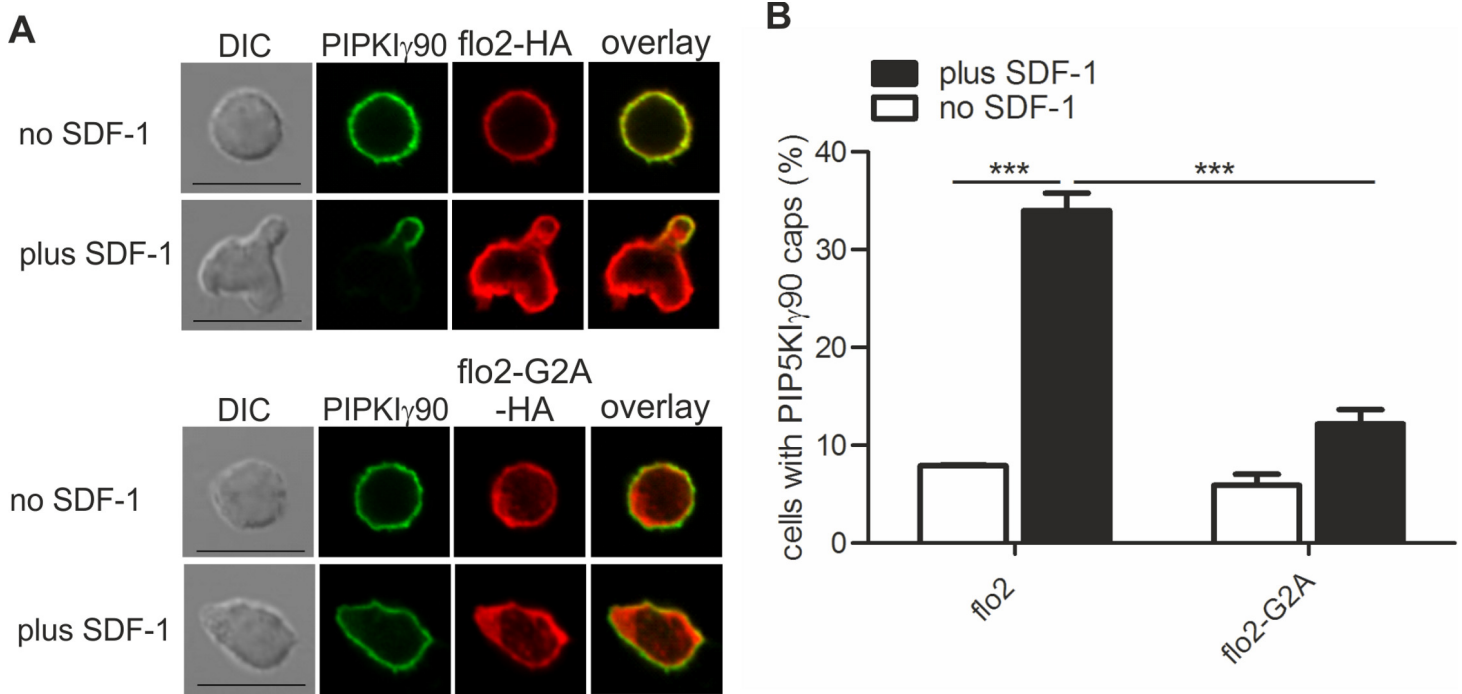 A
DIC PIPKIγ90 flo2-HA overlay
no SDF-1
plus SDF-1
flo2-G2A
DIC PIPKIγ90 -HA overlay
no SDF-1
plus SDF-1
B
plus SDF-1
no SDF-1
cells with PIP5KIγ90 caps (%)
40
30
20
10
0
*** ***
flo2
flo2-G2A